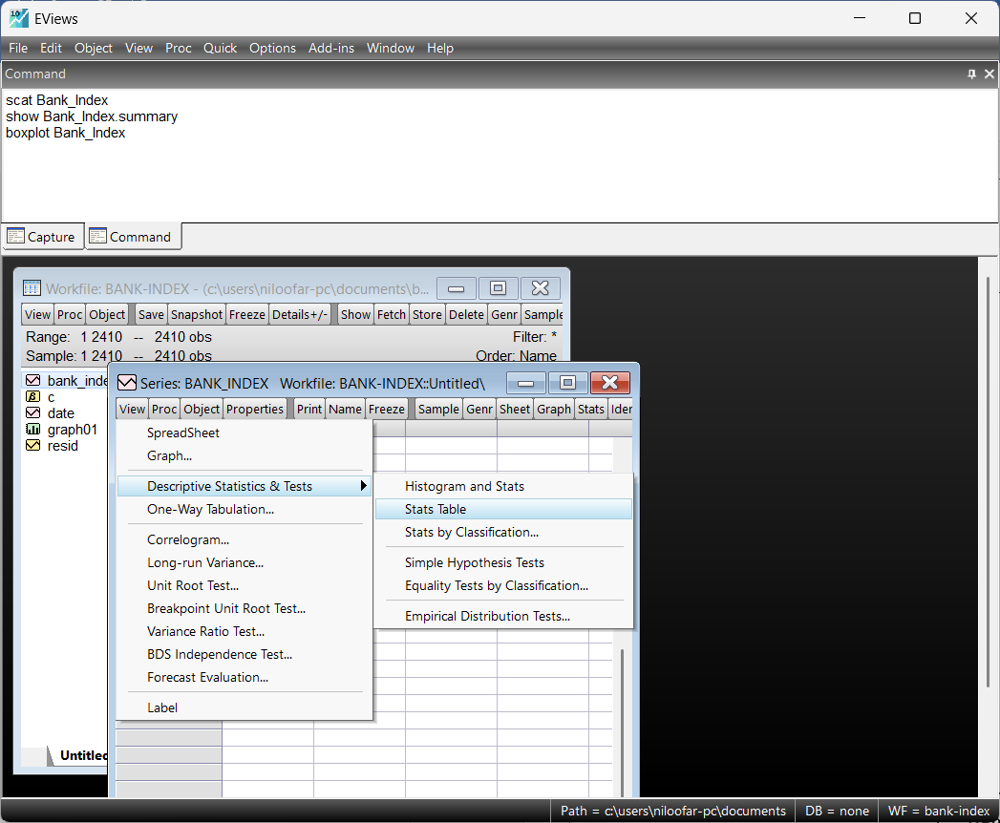 10
EViews
File Edit Object View Proc Quick Options Add-ins Window Help
Command
scat Bank_Index
show Bank_Index.summary
boxplot Bank_Index
Capture Command
Workfile: BANK-INDEX - (c:\users\niloofar-pc\documents\b...
View Proc Object Save Snapshot Freeze Details+/- Show Fetch Store Delete Genr Sample
Range: 1 2410 -- 2410 obs Filter: *
Sample: 1 2410 -- 2410 obs Order: Name
bank_inde
β c
date
graph01
resid
Untitled
Series: BANK_INDEX Workfile: BANK-INDEX::Untitled\
View Proc Object Properties Print Name Freeze Sample Genr Sheet Graph Stats Iden
SpreadSheet
Graph...
Descriptive Statistics & Tests
One-Way Tabulation...
Correlogram...
Long-run Variance...
Unit Root Test...
Breakpoint Unit Root Test...
Variance Ratio Test...
BDS Independence Test...
Forecast Evaluation...
Label
Histogram and Stats
Stats Table
Stats by Classification...
Simple Hypothesis Tests
Equality Tests by Classification...
Empirical Distribution Tests...
Path = c:\users\niloofar-pc\documents DB = none WF = bank-index